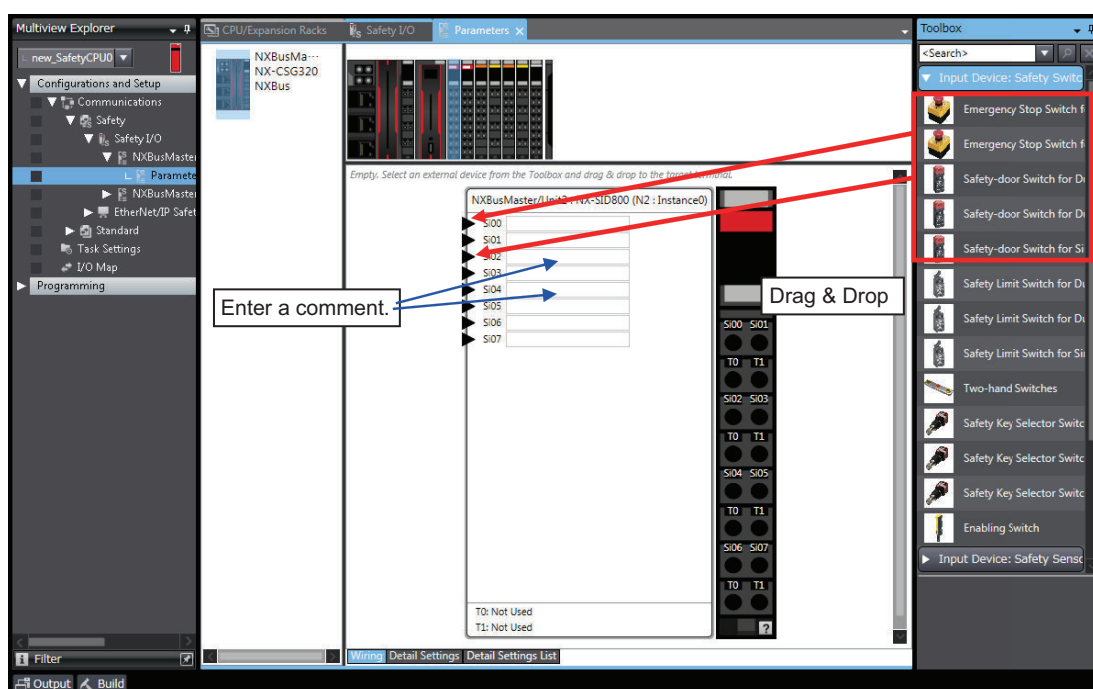 Multiview Explorer
new_SafetyCPU0
Configurations and Setup
Communications
Safety
Safety I/O
NXBusMaster
Paramete
NXBusMaster
EtherNet/IP Safet
Standard
Task Settings
I/O Map
Programming
Filter
Output
Build
CPU/Expansion Racks
Safety I/O
Parameters
NXBusMa…
NX-CSG320
NXBus
Empty. Select an external device from the Toolbox and drag & drop to the target terminal.
NXBusMaster/Unit2 : NX-SID800 (N2 : Instance0)
Si00
Si01
Si02
Si03
Si04
Si05
Si06
Si07
Enter a comment.
Drag & Drop
Si00 Si01
T0 T1
Si02 Si03
T0 T1
Si04 Si05
T0 T1
Si06 Si07
T0 T1
T0: Not Used
T1: Not Used
?
Wiring
Detail Settings
Detail Settings List
Toolbox
<Search>
Input Device: Safety Switc
Emergency Stop Switch f
Emergency Stop Switch f
Safety-door Switch for D
Safety-door Switch for D
Safety-door Switch for Si
Safety Limit Switch for Du
Safety Limit Switch for Du
Safety Limit Switch for Si
Two-hand Switches
Safety Key Selector Switc
Safety Key Selector Switc
Safety Key Selector Switc
Enabling Switch
Input Device: Safety Sensc